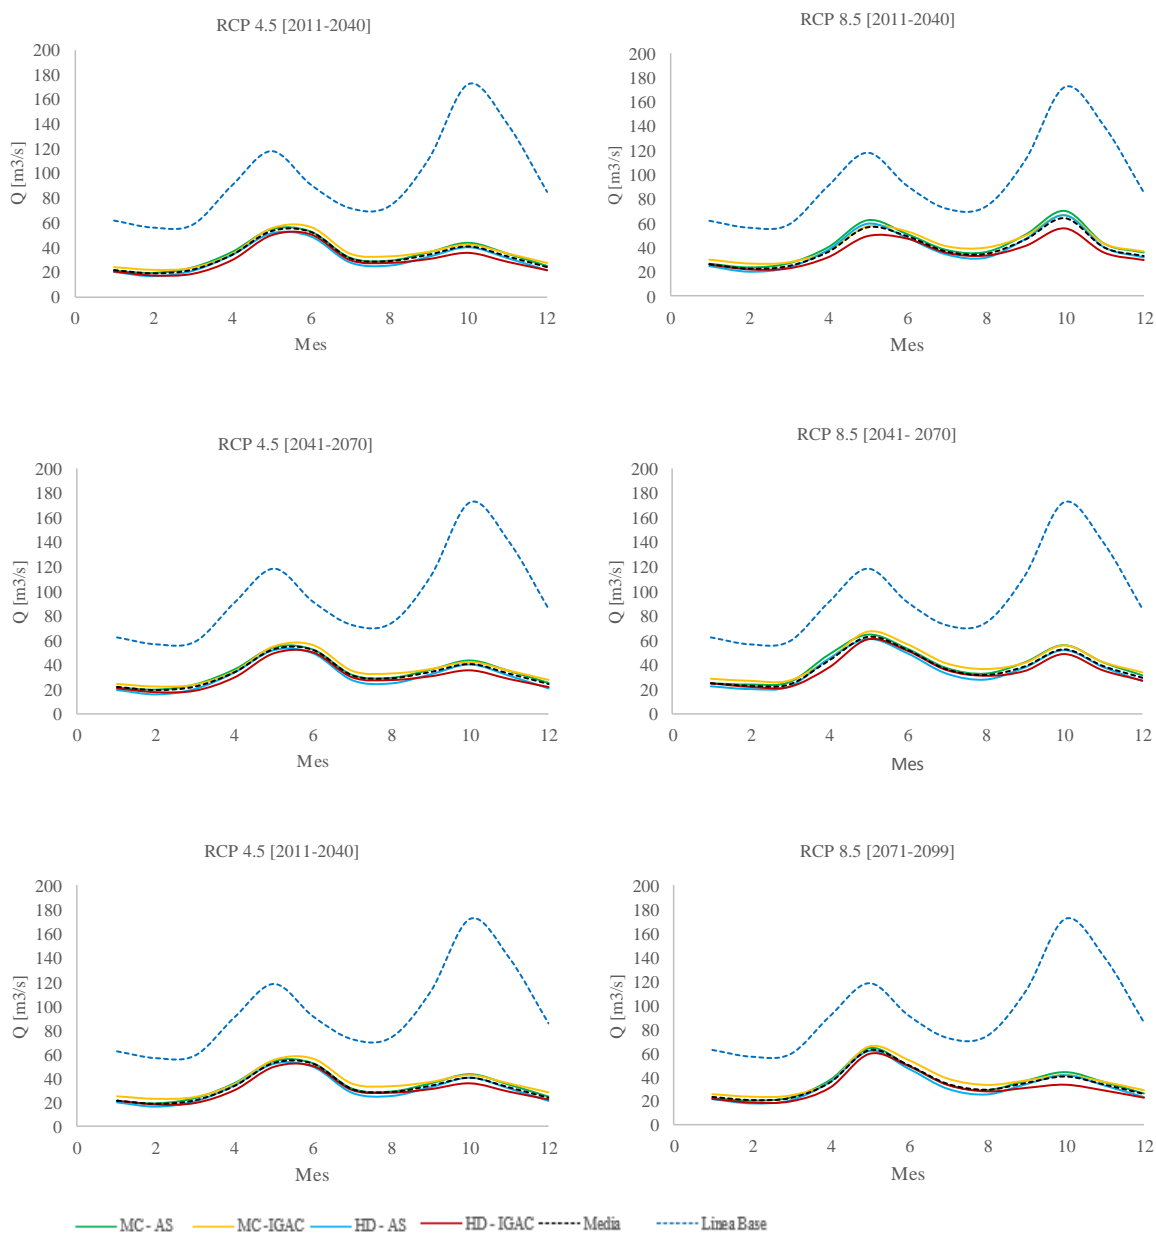 RCP 4.5 [2011-2040]
200
180
160
140
120
100
80
60
40
20
0
Q [m3/s]
0 2 4 6 8 10 12
Mes
RCP 8.5 [2011-2040]
200
180
160
140
120
100
80
60
40
20
0
Q [m3/s]
0 2 4 6 8 10 12
Mes
RCP 4.5 [2041-2070]
200
180
160
140
120
100
80
60
40
20
0
Q [m3/s]
0 2 4 6 8 10 12
Mes
RCP 8.5 [2041- 2070]
200
180
160
140
120
100
80
60
40
20
0
Q [m3/s]
0 2 4 6 8 10 12
Mes
RCP 4.5 [2011-2040]
200
180
160
140
120
100
80
60
40
20
0
Q [m3/s]
0 2 4 6 8 10 12
Mes
RCP 8.5 [2071-2099]
200
180
160
140
120
100
80
60
40
20
0
Q [m3/s]
0 2 4 6 8 10 12
Mes
MC - AS MC -IGAC HD - AS HD - IGAC Media Linea Base